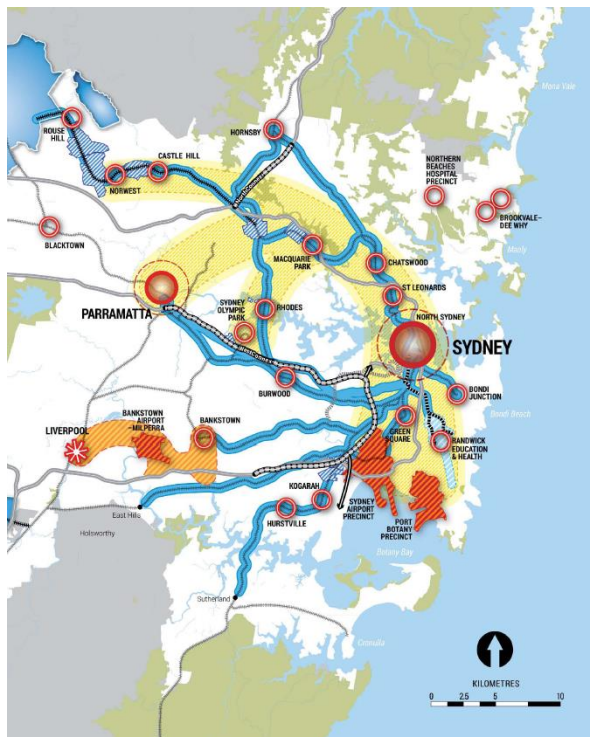 Mona Vale
ROUSE
HILL
HORNSBY
CASTLE HILL
NORWEST
NorthConnex
NORTHERN
BEACHES
HOSPITAL
PRECINCT
BROOKVALE–
DEE WHY
Manly
BLACKTOWN
MACQUARIE
PARK
CHATSWOOD
ST LEONARDS
PARRAMATTA
SYDNEY
OLYMPIC
PARK
RHODES
NORTH SYDNEY
SYDNEY
WestConnex
BURWOOD
BONDI
JUNCTION
Bondi Beach
LIVERPOOL
BANKSTOWN
AIRPORT
MILPERRA
BANKSTOWN
GREEN
SQUARE
RANDWICK
EDUCATION
& HEALTH
KOGARAH
HURSTVILLE
SYDNEY
AIRPORT
PRECINCT
PORT
BOTANY
PRECINCT
East Hills
Holsworthy
Botany Bay
Sutherland
Cronulla
KILOMETRES
0 2.5 5 10